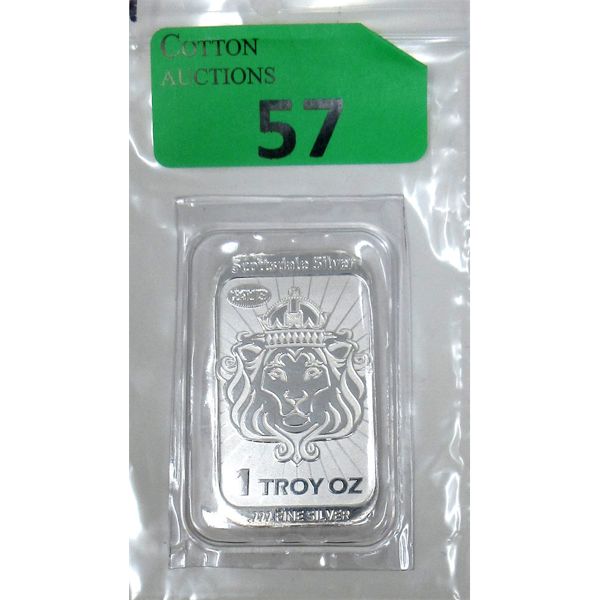 COTTON
AUCTIONS
57
Scottsdale Silver
1 TROY OZ
.999 FINE SILVER